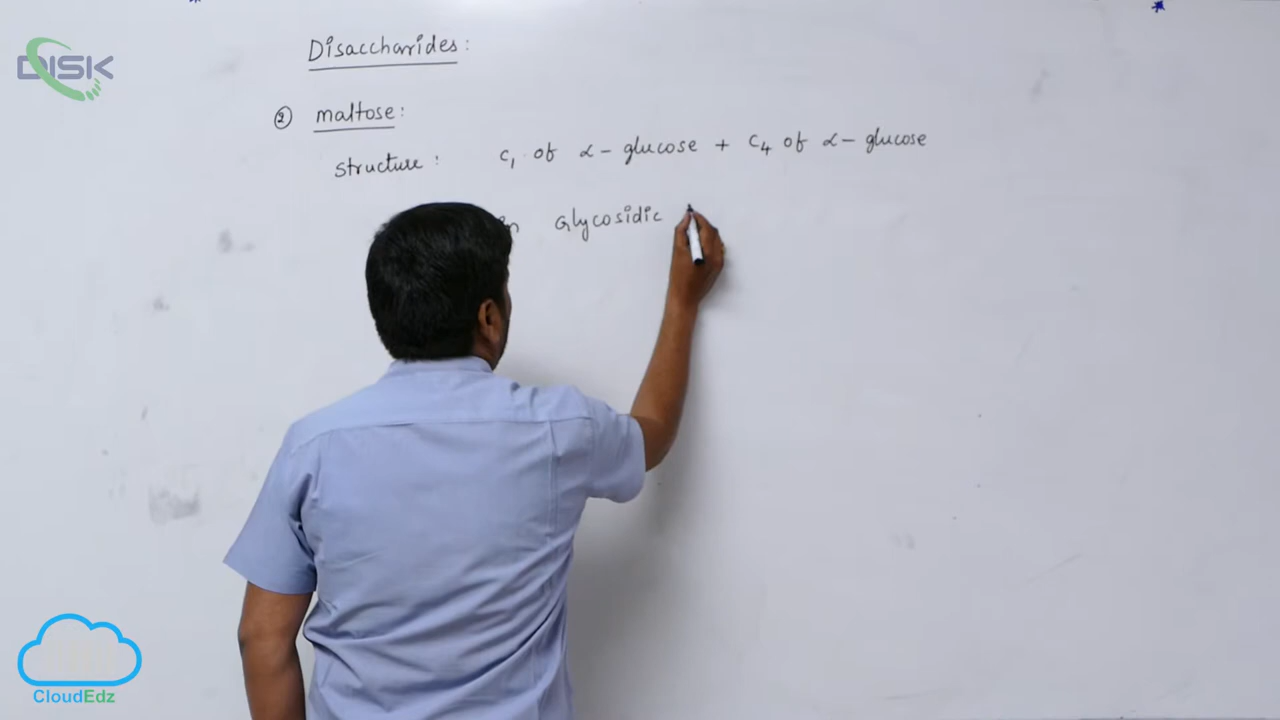 DISK
Disaccharides:
② maltose:
Structure: C₁ of α-glucose + C₄ of α-glucose
Glycosidic
CloudEdz